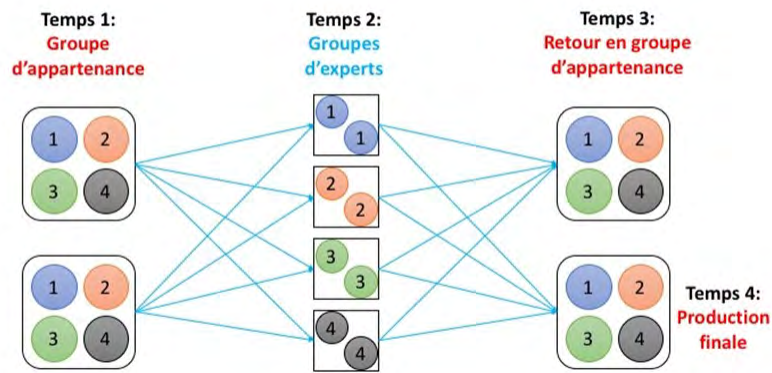 Temps 1:
Groupe
d'appartenance
Temps 2:
Groupes
d'experts
Temps 3:
Retour en groupe
d'appartenance
1 2
3 4
1 2
3 4
1
1
2
2
3
3
4
4
1 2
3 4
1 2
3 4
Temps 4:
Production
finale